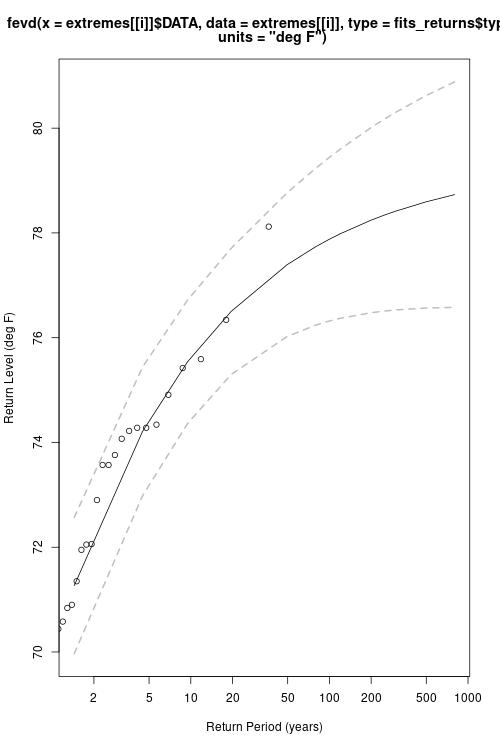 fevd(x = extremes[[i]]$DATA, data = extremes[[i]], type = fits_returns$typ
units = "deg F")
80
78
76
74
72
70
Return Level (deg F)
2 5 10 20 50 100 200 500 1000
Return Period (years)